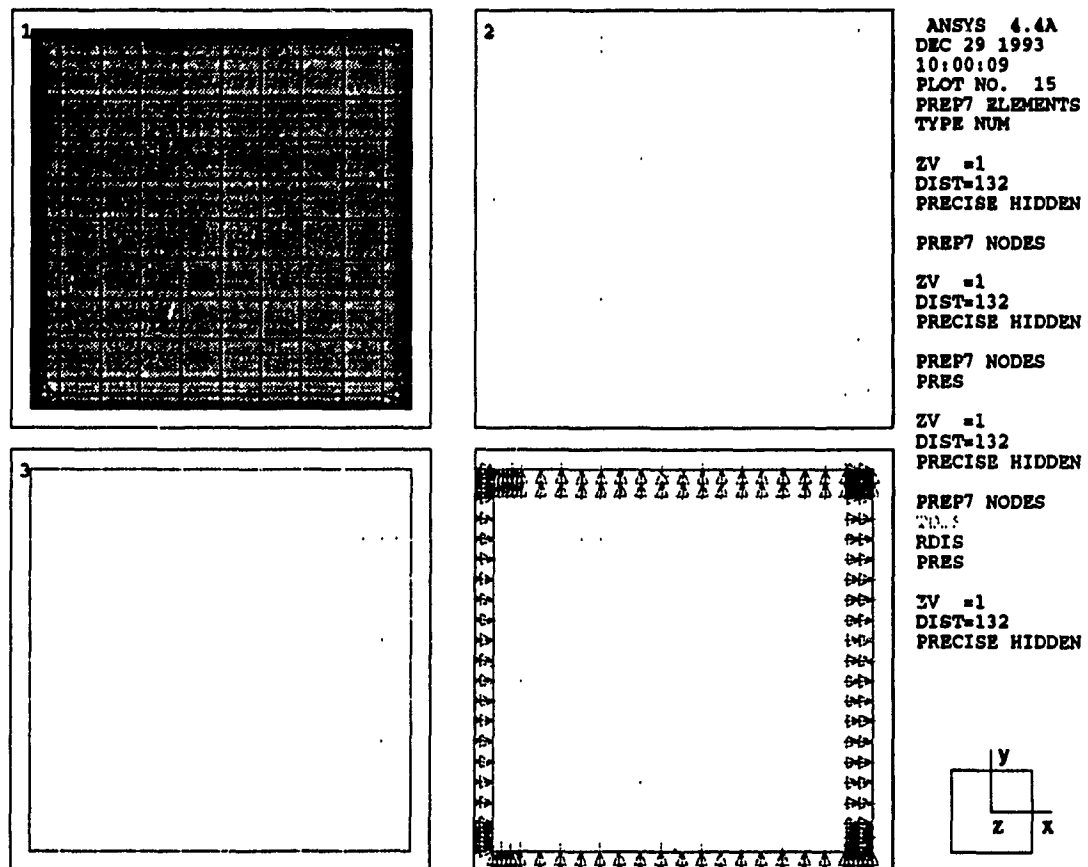 1
2
3
ANSYS 4.4A
DEC 29 1993
10:00:09
PLOT NO. 15
PREP7 ELEMENTS
TYPE NUM
ZV =1
DIST=132
PRECISE HIDDEN
PREP7 NODES
ZV =1
DIST=132
PRECISE HIDDEN
PREP7 NODES
PRES
ZV =1
DIST=132
PRECISE HIDDEN
PREP7 NODES
RDIS
PRES
ZV =1
DIST=132
PRECISE HIDDEN
y
z x